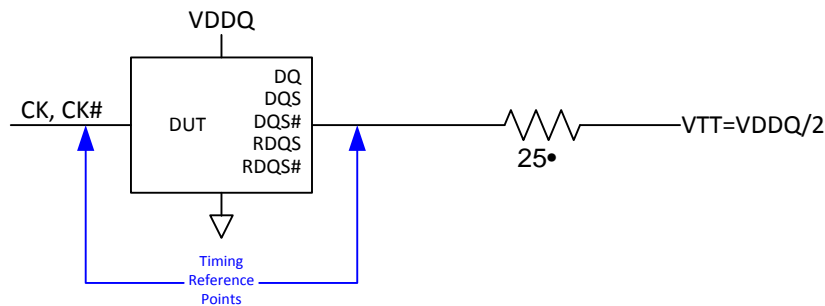 VDDQ
DQ
DQS
CK, CK#
DUT
DQS#
VTT=VDDQ/2
RDQS
25•
RDQS#
Timing
Reference
Points